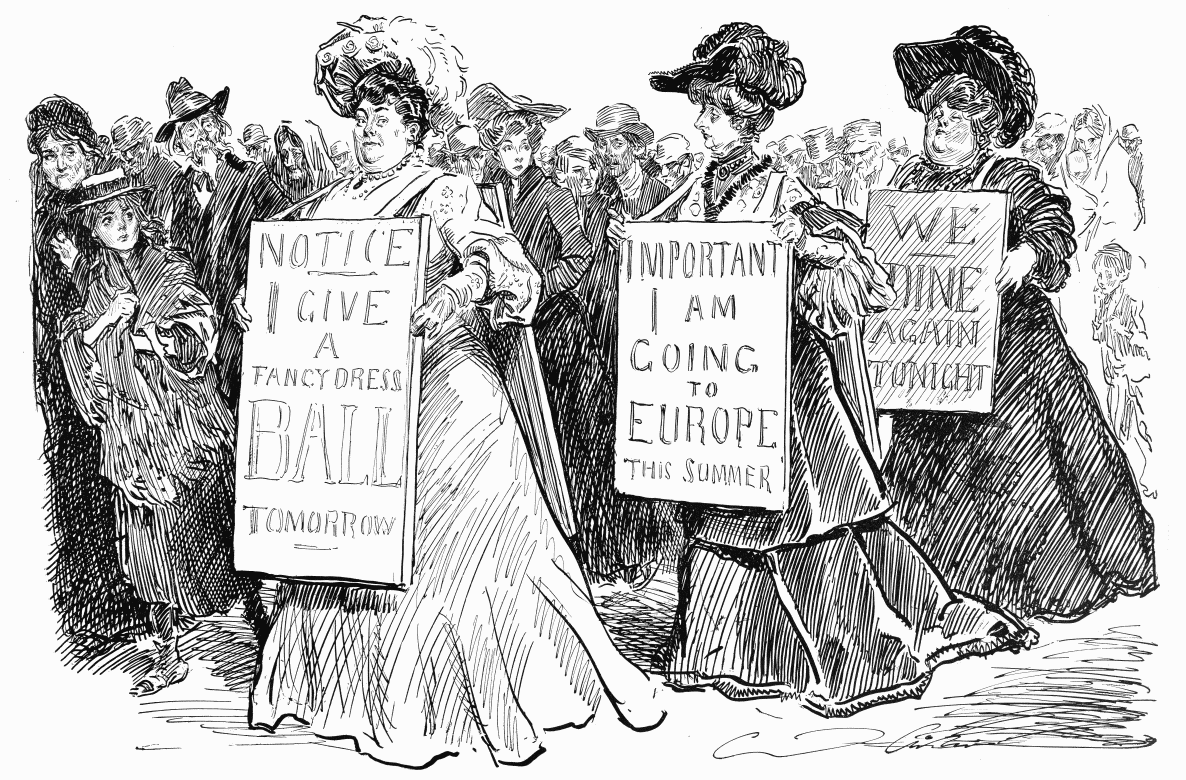 NOTICE
I GIVE
A
FANCY DRESS
BALL
TOMORROW
IMPORTANT
I AM
GOING
TO
EUROPE
THIS SUMMER
WE
DINE
AGAIN
TONIGHT